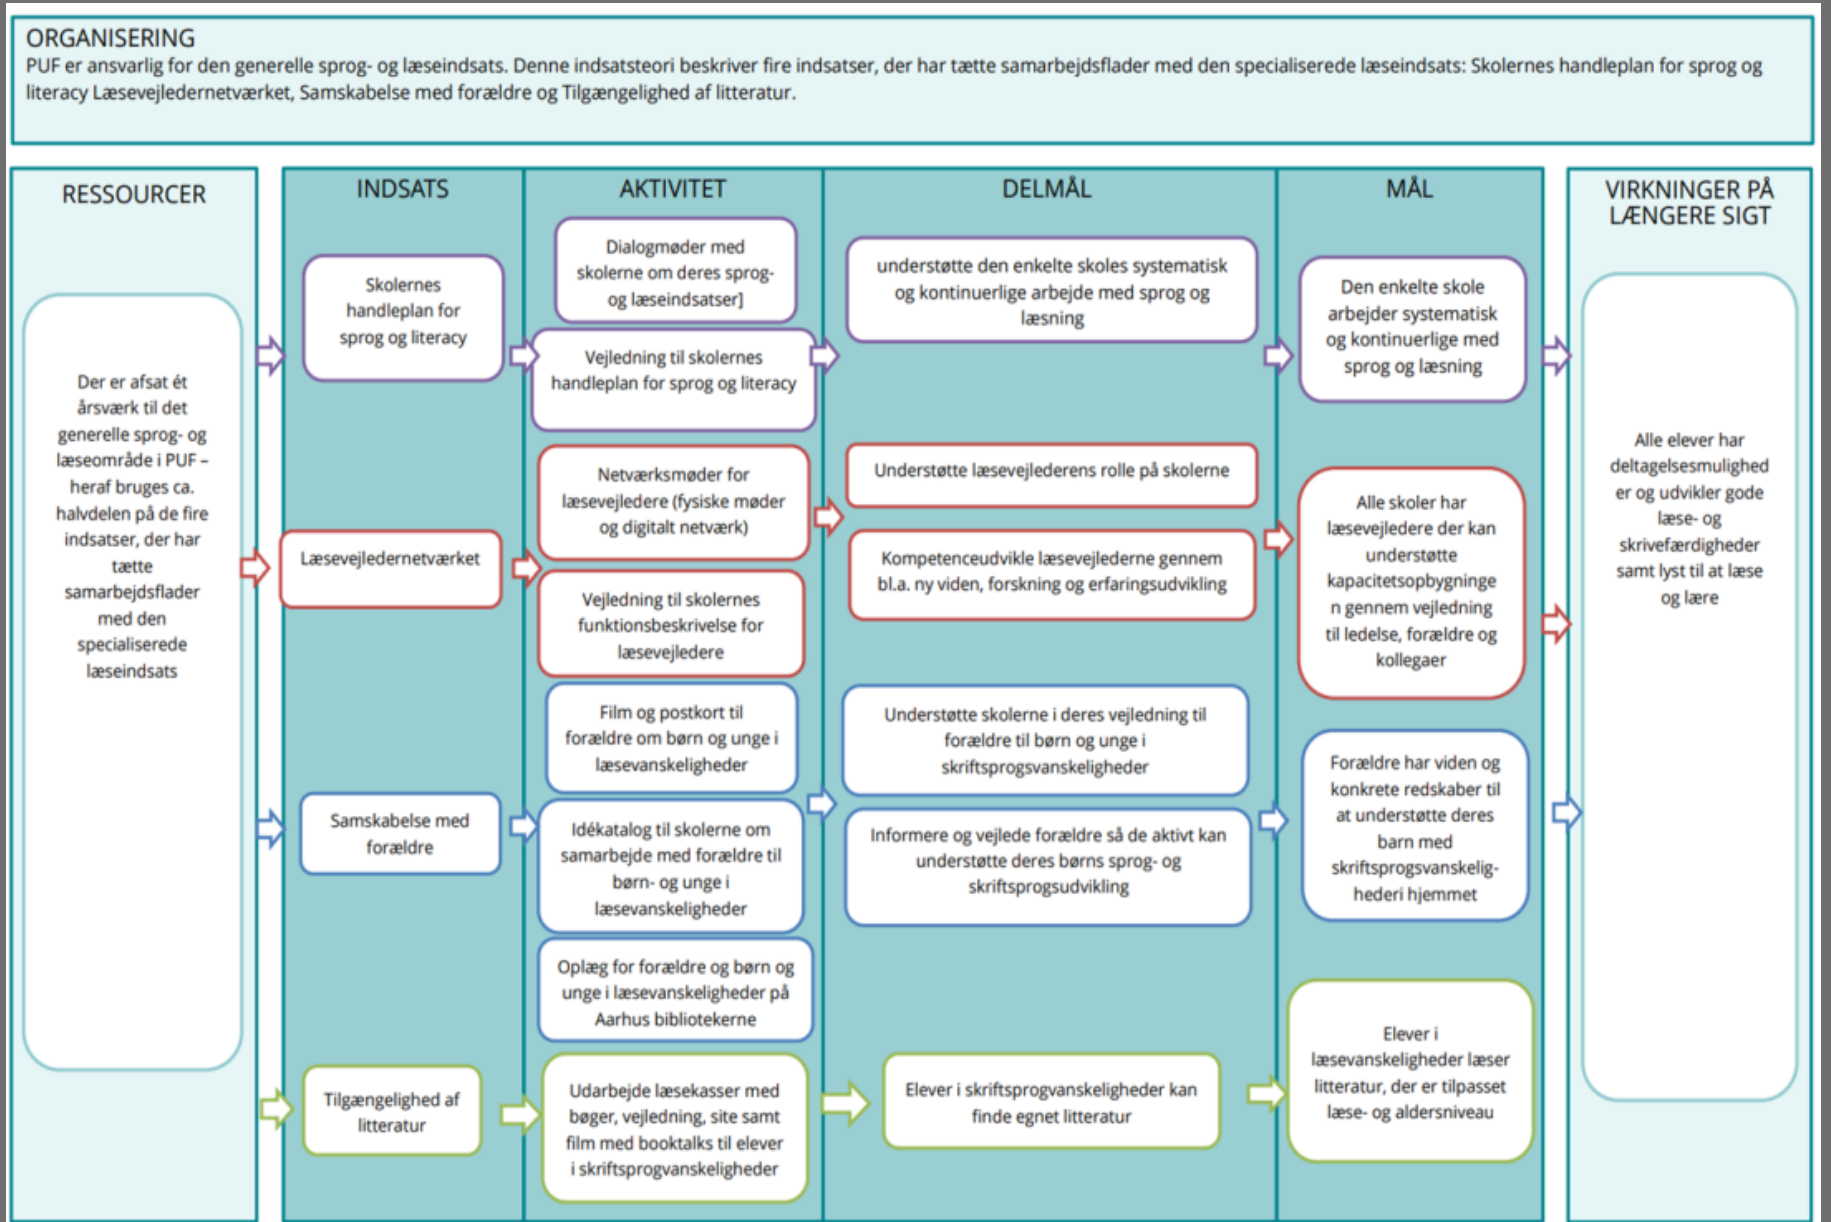 ORGANISERING
PUF er ansvarlig for den generelle sprog- og læseindsats. Denne indsatsteori beskriver fire indsatser, der har tætte samarbejdsflader med den specialiserede læseindsats: Skolernes handleplan for sprog og
literacy Læsevejledernetværket, Samskabelse med forældre og Tilgængelighed af litteratur.
RESSOURCER
Der er afsat ét
årsværk til det
generelle sprog- og
læseområde i PUF –
heraf bruges ca.
halvdelen på de fire
indsatser, der har
tætte
samarbejdsflader
med den
specialiserede
læseindsats
INDSATS
Skolernes
handleplan for
sprog og literacy
Læsevejledernetværket
Samskabelse med
forældre
Tilgængelighed af
litteratur
AKTIVITET
Dialogmøder med
skolerne om deres sprog-
og læseindsatser]
Vejledning til skolernes
handleplan for sprog og literacy
Netværksmøder for
læsevejledere (fysiske møder
og digitalt netværk)
Vejledning til skolernes
funktionsbeskrivelse for
læsevejledere
Film og postkort til
forældre om børn og unge i
læsevanskeligheder
Idékatalog til skolerne om
samarbejde med forældre til
børn- og unge i
læsevanskeligheder
Oplæg for forældre og børn og
unge i læsevanskeligheder på
Aarhus bibliotekerne
Udarbejde læsekasser med
bøger, vejledning, site samt
film med booktalks til elever
i skriftsprogvanskeligheder
DELMÅL
understøtte den enkelte skoles systematisk
og kontinuerlige arbejde med sprog og
læsning
Understøtte læsevejlederens rolle på skolerne
Kompetenceudvikle læsevejlederne gennem
bl.a. ny viden, forskning og erfaringsudvikling
Understøtte skolerne i deres vejledning til
forældre til børn og unge i
skriftsprogsvanskeligheder
Informere og vejlede forældre så de aktivt kan
understøtte deres børns sprog- og
skriftsprogsudvikling
Elever i skriftsprogvanskeligheder kan
finde egnet litteratur
MÅL
Den enkelte skole
arbejder systematisk
og kontinuerlige med
sprog og læsning
Alle skoler har
læsevejledere der kan
understøtte
kapacitetsopbygninge
n gennem vejledning
til ledelse, forældre og
kollegaer
Forældre har viden og
konkrete redskaber til
at understøtte deres
barn med
skriftsprogsvanskelig-
hederi hjemmet
Elever i
læsevanskeligheder læser
litteratur, der er tilpasset
læse- og aldersniveau
VIRKNINGER PÅ
LÆNGERE SIGT
Alle elever har
deltagelsesmulighed
er og udvikler gode
læse- og
skrivefærdigheder
samt lyst til at læse
og lære